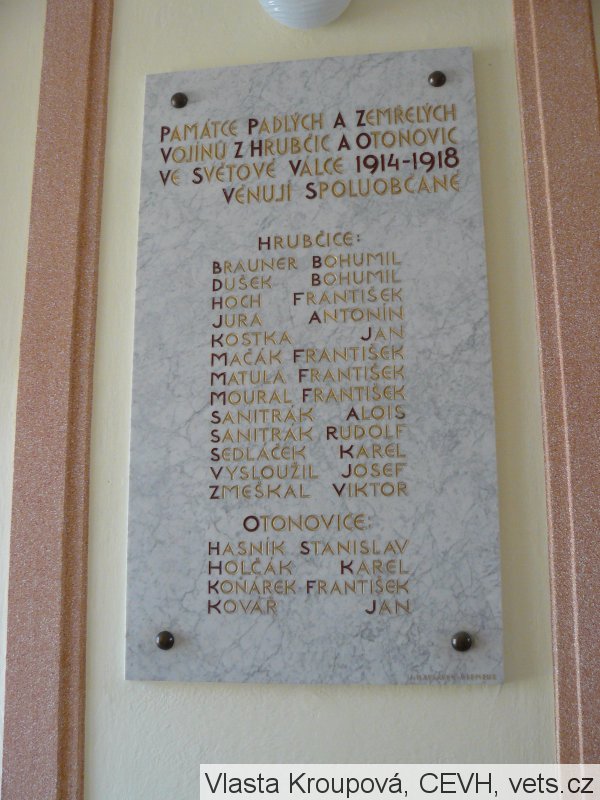 PAMÁTCE PADLÝCH A ZEMŘELÝCH
VOJÍNŮ Z HRUBČIC A OTONOVIC
VE SVĚTOVÉ VÁLCE 1914-1918
VĚNUJÍ SPOLUOBČANÉ
HRUBČICE:
BRAUNER BOHUMIL
DUŠEK BOHUMIL
HOCH FRANTIŠEK
JURA ANTONÍN
KOSTKA JAN
MAČÁK FRANTIŠEK
MATULA FRANTIŠEK
MOURAL FRANTIŠEK
SANITRÁK ALOIS
SANITRÁK RUDOLF
SEDLÁČEK KAREL
VYSLOUŽIL JOSEF
ZMEŠKAL VIKTOR
OTONOVICE:
HASNÍK STANISLAV
HOLČÁK KAREL
KOŇÁREK FRANTIŠEK
KOVÁŘ JAN
OLOMOUC
Vlasta Kroupová, CEVH, vets.cz